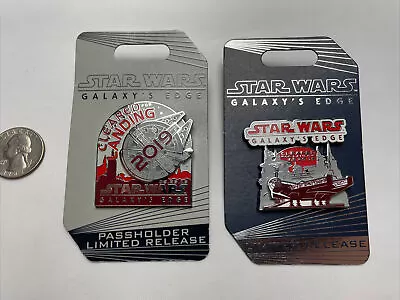 STAR WARS
GALAXY'S EDGE
CLEARED
LANDING
2019
STAR WARS
GALAXY'S EDGE
PASSHOLDER
LIMITED RELEASE
STAR WARS
GALAXY'S EDGE
STAR WARS
GALAXY'S EDGE